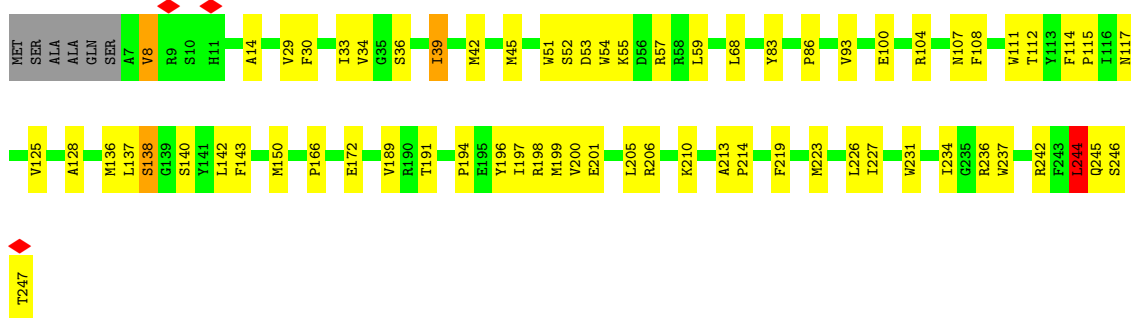 MET SER ALA ALA GLN SER A7 V8 R9 S10 H11 A14 V29 F30 I33 V34 G35 S36 I39 M42 M45 W51 S52 D53 W54 K55 D56 R57 R58 L59 L68 Y83 P86 V93 E100 R104 N107 F108 W111 T112 Y113 F114 P115 I116 N117
V125 A128 M136 L137 S138 G139 S140 Y141 L142 F143 M150 P166 E172 V189 R190 T191 P194 E195 Y196 I197 R198 M199 V200 E201 L205 R206 K210 A213 P214 F219 M223 L226 I227 W231 I234 G235 R236 W237 R242 F243 L244 Q245 S246
T247